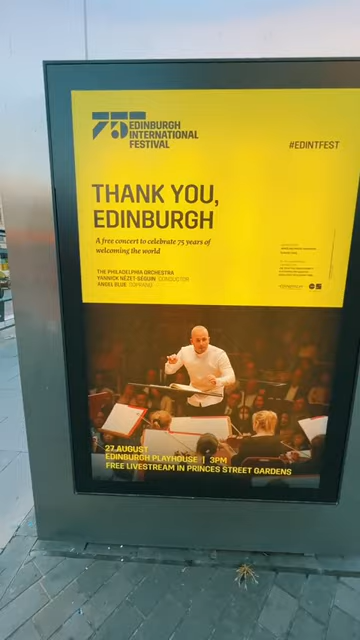 75
EDINBURGH
INTERNATIONAL
FESTIVAL
#EDINTFEST
THANK YOU,
EDINBURGH
A free concert to celebrate 75 years of
welcoming the world
THE PHILADELPHIA ORCHESTRA
YANNICK NÉZET-SÉGUIN CONDUCTOR
ANGEL BLUE SOPRANO
27 AUGUST
EDINBURGH PLAYHOUSE | 3PM
FREE LIVESTREAM IN PRINCES STREET GARDENS